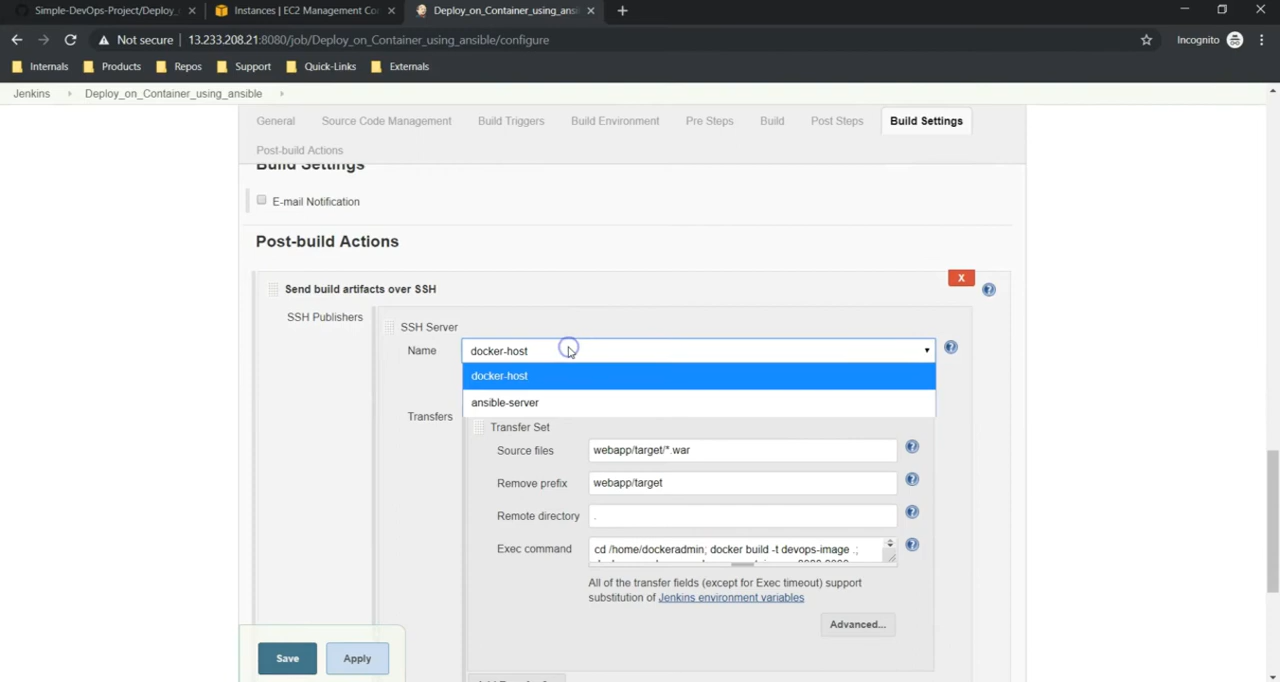 Simple-DevOps-Project/Deploy_
Instances | EC2 Management Co
Deploy_on_Container_using_ansi
Not secure | 13.233.208.21:8080/job/Deploy_on_Container_using_ansible/configure
Incognito
Internals Products Repos Support Quick-Links Externals
Jenkins Deploy_on_Container_using_ansible
General Source Code Management Build Triggers Build Environment Pre Steps Build Post Steps Build Settings
Post-build Actions
Build Settings
E-mail Notification
Post-build Actions
Send build artifacts over SSH
X
SSH Publishers
SSH Server
Name docker-host
docker-host
ansible-server
Transfers
Transfer Set
Source files webapp/target/*.war
Remove prefix webapp/target
Remote directory .
Exec command cd /home/dockeradmin; docker build -t devops-image .;
All of the transfer fields (except for Exec timeout) support
substitution of Jenkins environment variables
Advanced...
Save Apply